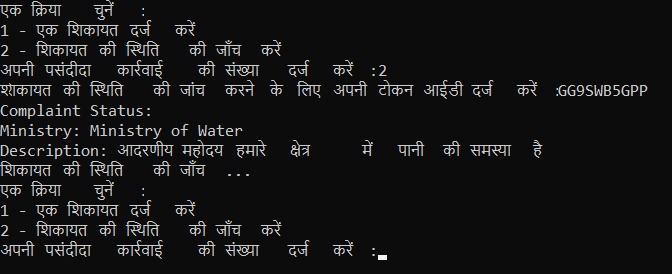 एक क्रिया चुनें :
1 - एक शिकायत दर्ज करें
2 - शिकायत की स्थिति की जाँच करें
अपनी पसंदीदा कार्रवाई की संख्या दर्ज करें :2
शिकायत की स्थिति की जांच करने के लिए अपनी टोकन आईडी दर्ज करें :GG9SWB5GPP
Complaint Status:
Ministry: Ministry of Water
Description: आदरणीय महोदय हमारे क्षेत्र में पानी की समस्या है
शिकायत की स्थिति की जाँच ...
एक क्रिया चुनें :
1 - एक शिकायत दर्ज करें
2 - शिकायत की स्थिति की जाँच करें
अपनी पसंदीदा कार्रवाई की संख्या दर्ज करें :